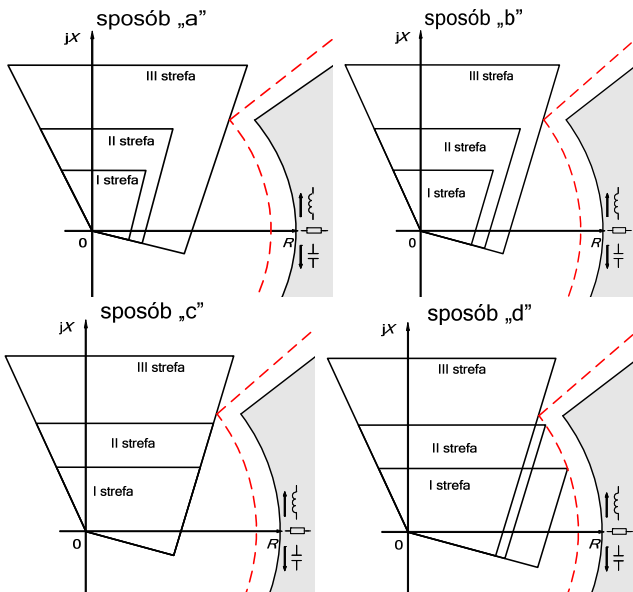 sposób „a”
jX
III strefa
II strefa
I strefa
0
R
sposób „b”
jX
III strefa
II strefa
I strefa
0
R
sposób „c”
jX
III strefa
II strefa
I strefa
0
R
sposób „d”
jX
III strefa
II strefa
I strefa
0
R